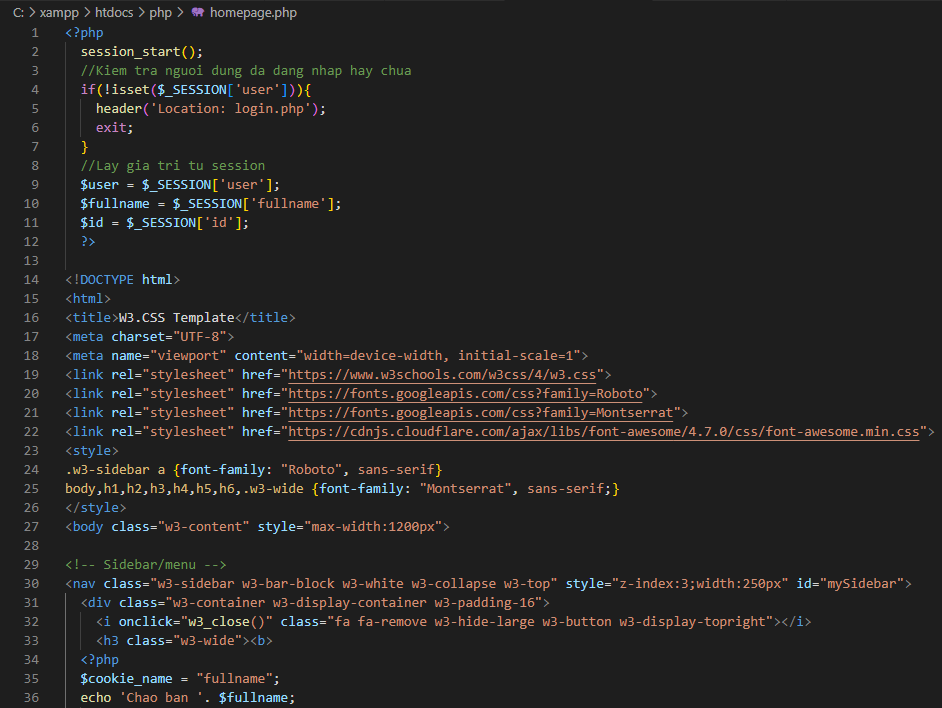 C: > xampp > htdocs > php > homepage.php
1 <?php
2 session_start();
3 //Kiem tra nguoi dung da dang nhap hay chua
4 if(!isset($_SESSION['user'])){
5 header('Location: login.php');
6 exit;
7 }
8 //Lay gia tri tu session
9 $user = $_SESSION['user'];
10 $fullname = $_SESSION['fullname'];
11 $id = $_SESSION['id'];
12 ?>
13
14 <!DOCTYPE html>
15 <html>
16 <title>W3.CSS Template</title>
17 <meta charset="UTF-8">
18 <meta name="viewport" content="width=device-width, initial-scale=1">
19 <link rel="stylesheet" href="https://www.w3schools.com/w3css/4/w3.css">
20 <link rel="stylesheet" href="https://fonts.googleapis.com/css?family=Roboto">
21 <link rel="stylesheet" href="https://fonts.googleapis.com/css?family=Montserrat">
22 <link rel="stylesheet" href="https://cdnjs.cloudflare.com/ajax/libs/font-awesome/4.7.0/css/font-awesome.min.css">
23 <style>
24 .w3-sidebar a {font-family: "Roboto", sans-serif}
25 body,h1,h2,h3,h4,h5,h6,.w3-wide {font-family: "Montserrat", sans-serif;}
26 </style>
27 <body class="w3-content" style="max-width:1200px">
28
29 <!-- Sidebar/menu -->
30 <nav class="w3-sidebar w3-bar-block w3-white w3-collapse w3-top" style="z-index:3;width:250px" id="mySidebar">
31 <div class="w3-container w3-display-container w3-padding-16">
32 <i onclick="w3_close()" class="fa fa-remove w3-hide-large w3-button w3-display-topright"></i>
33 <h3 class="w3-wide"><b>
34 <?php
35 $cookie_name = "fullname";
36 echo 'Chao ban '. $fullname;